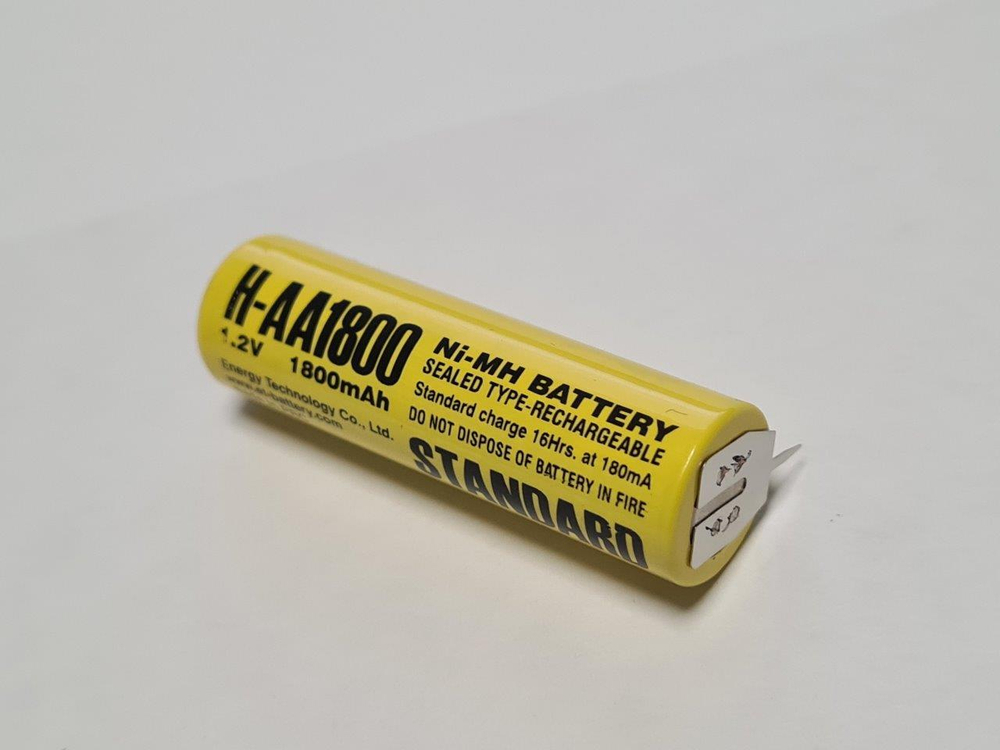 H-AA1800
1.2V 1800mAh
Energy Technology Co., Ltd.
Ni-MH BATTERY
SEALED TYPE-RECHARGEABLE
Standard charge 16Hrs. at 180mA
DO NOT DISPOSE OF BATTERY IN FIRE
STANDARD